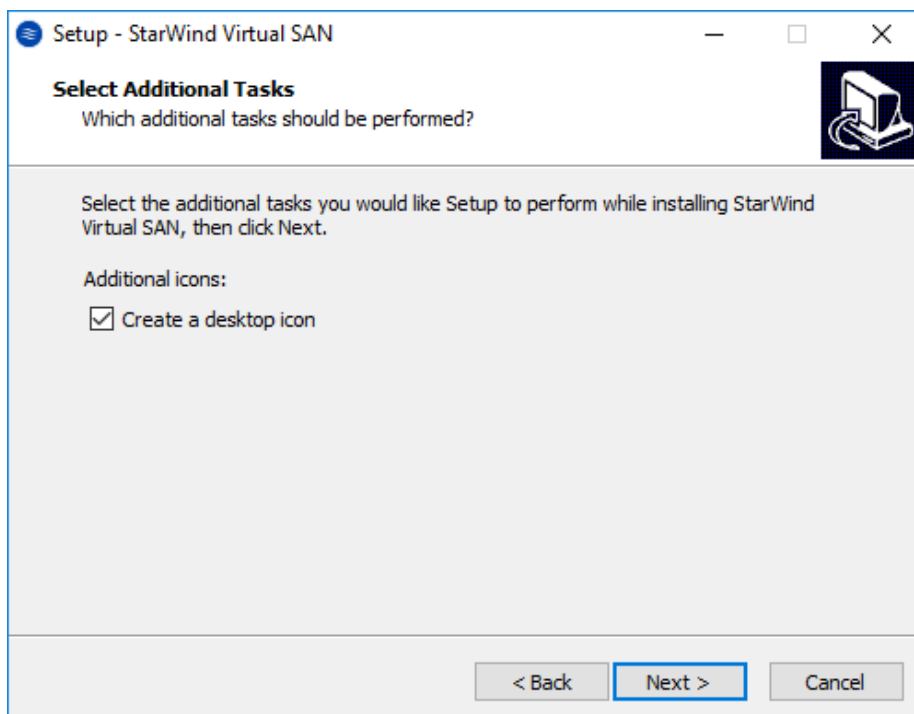 Setup - StarWind Virtual SAN
Select Additional Tasks
Which additional tasks should be performed?
Select the additional tasks you would like Setup to perform while installing StarWind
Virtual SAN, then click Next.
Additional icons:
Create a desktop icon
< Back
Next >
Cancel